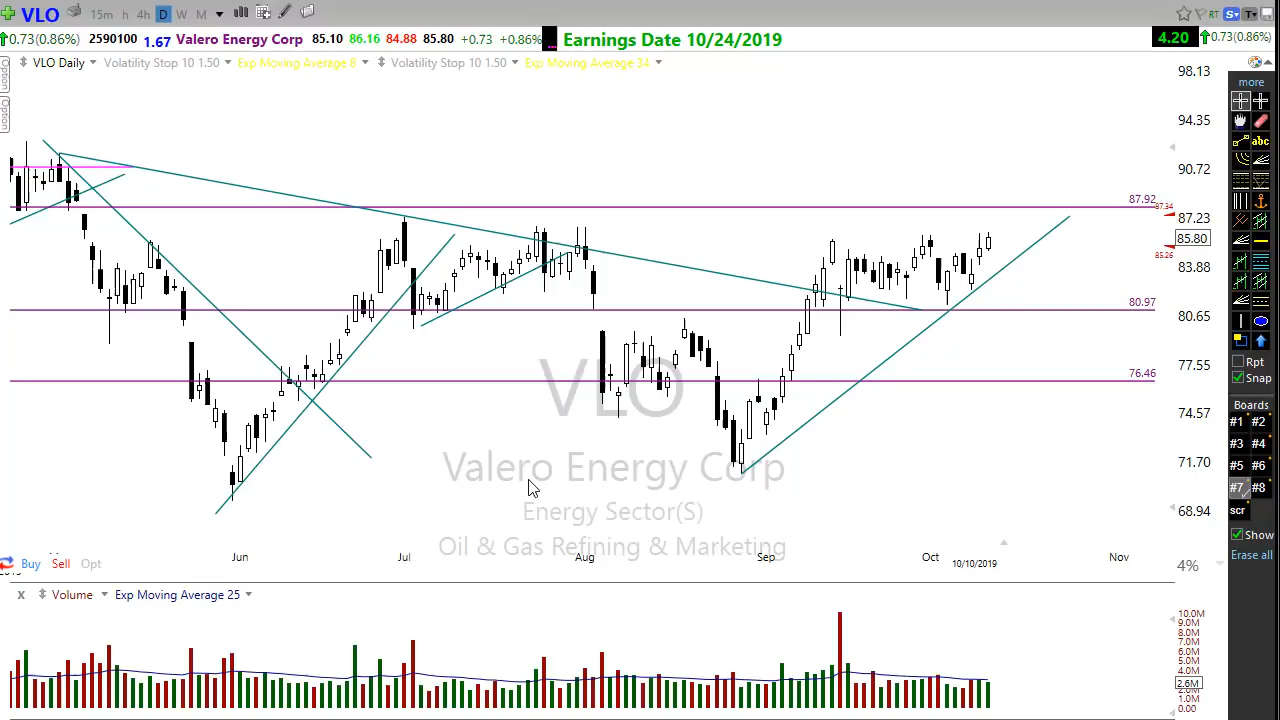 VLO 15m h 4h D W M RT S T
0.73(0.86%) 2590100 1.67 Valero Energy Corp 85.10 86.16 84.88 85.80 +0.73 +0.86% Earnings Date 10/24/2019 4.20 0.73(0.86%)
VLO Daily Volatility Stop 10 1.50 Exp Moving Average 8 Volatility Stop 10 1.50 Exp Moving Average 34
Option
Option
98.13
94.35
90.72
87.92
87.34
87.23
85.80
85.26
83.88
80.97
80.65
77.55
76.46
74.57
71.70
68.94
VLO
Valero Energy Corp
Energy Sector(S)
Oil & Gas Refining & Marketing
Jun Jul Aug Sep Oct Nov
10/10/2019
Buy Sell Opt 4%
X Volume Exp Moving Average 25
10.0M
9.0M
8.0M
7.0M
6.0M
5.0M
4.0M
3.0M
2.6M
2.0M
1.0M
0.00
more
abc
Rpt
Snap
Boards
#1 #2
#3 #4
#5 #6
#7 #8
scr
Show
Erase all